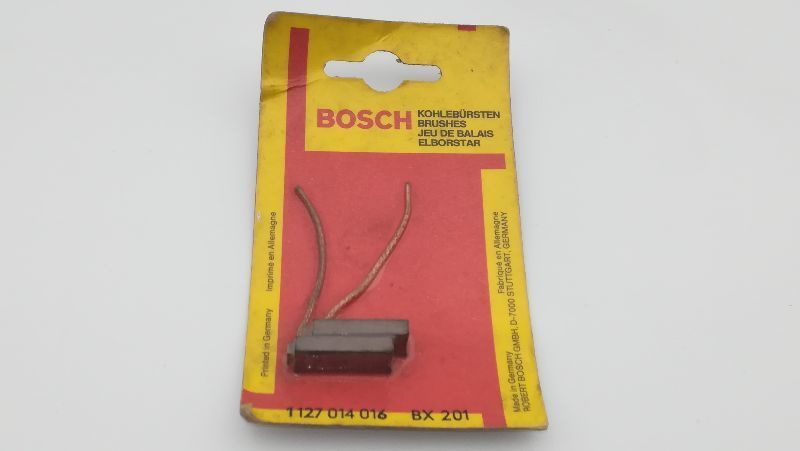 BOSCH
KOHLEBÜRSTEN
BRUSHES
JEU DE BALAIS
ELBORSTAR
Printed in Germany Imprimé en Allemagne
Made in Germany Fabriqué en Allemagne
ROBERT BOSCH GMBH. D-7000 STUTTGART, GERMANY
1 127 014 016 BX 201